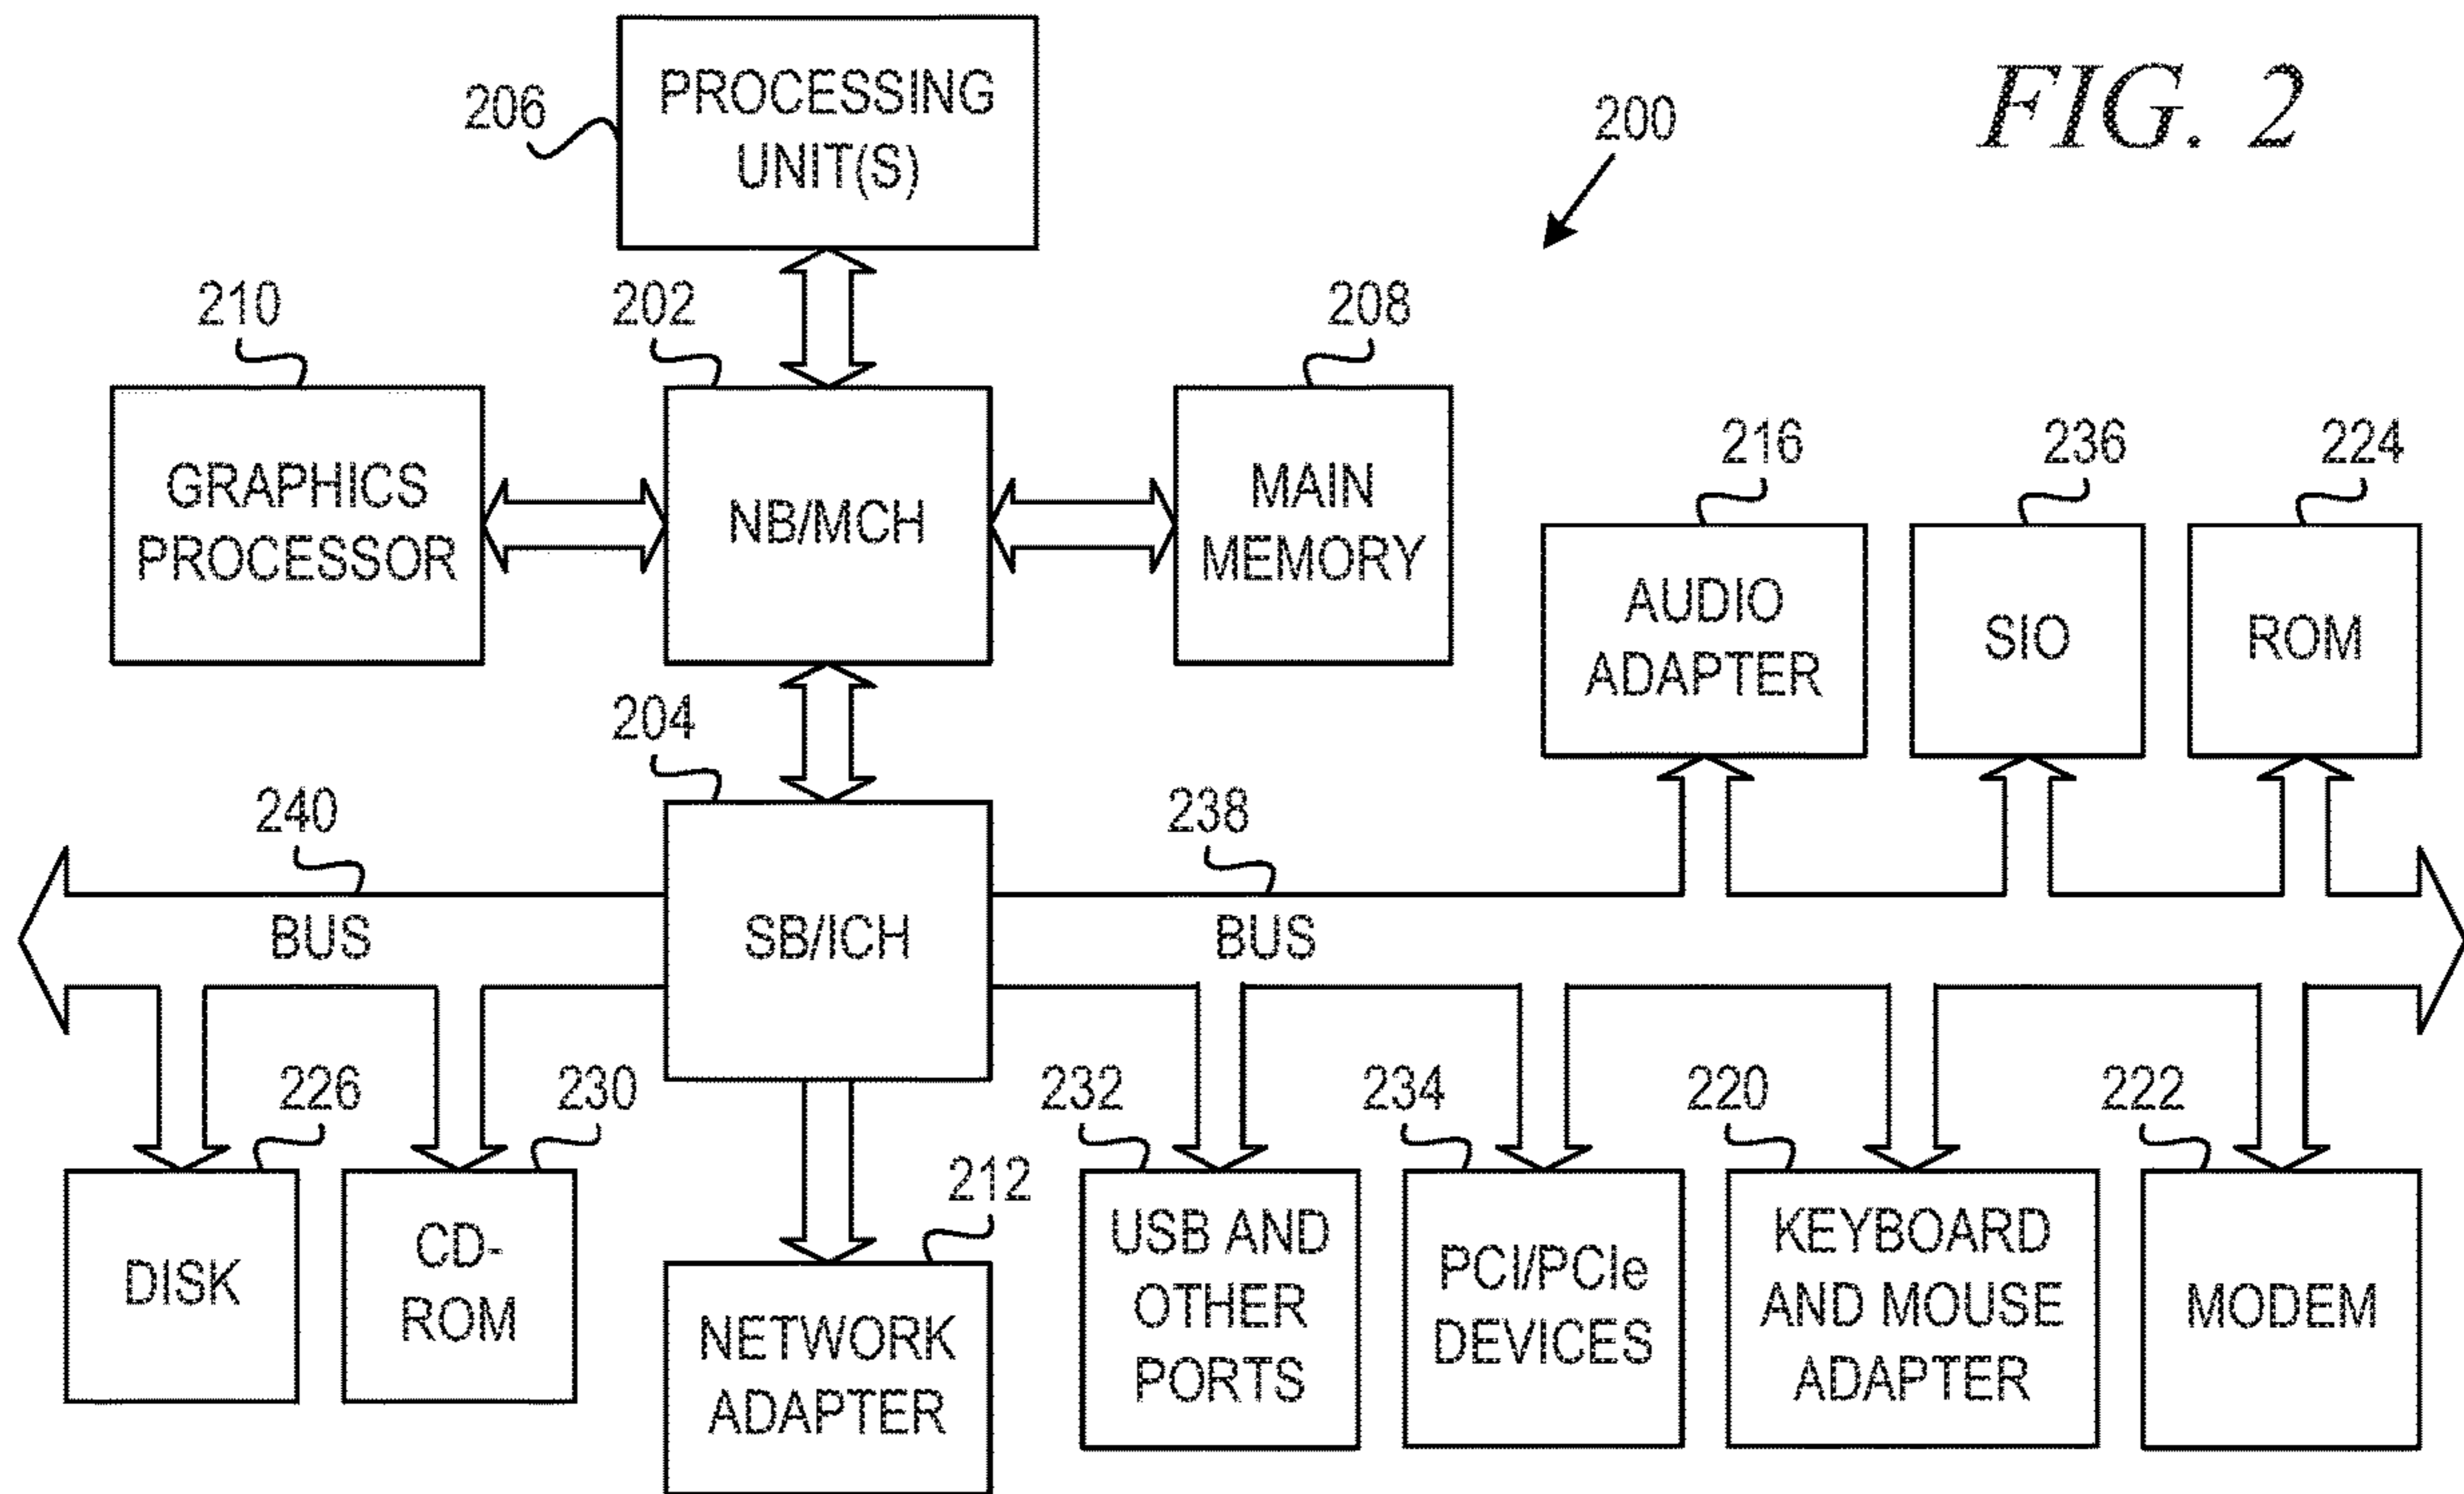 FIG. 2
200
206
PROCESSING
UNIT(S)
210
202
208
GRAPHICS
PROCESSOR
NB/MCH
MAIN
MEMORY
216
236
224
AUDIO
ADAPTER
SIO
ROM
204
240
238
BUS
SB/ICH
BUS
226
230
212
232
234
220
222
DISK
CD-
ROM
NETWORK
ADAPTER
USB AND
OTHER
PORTS
PCI/PCIe
DEVICES
KEYBOARD
AND MOUSE
ADAPTER
MODEM